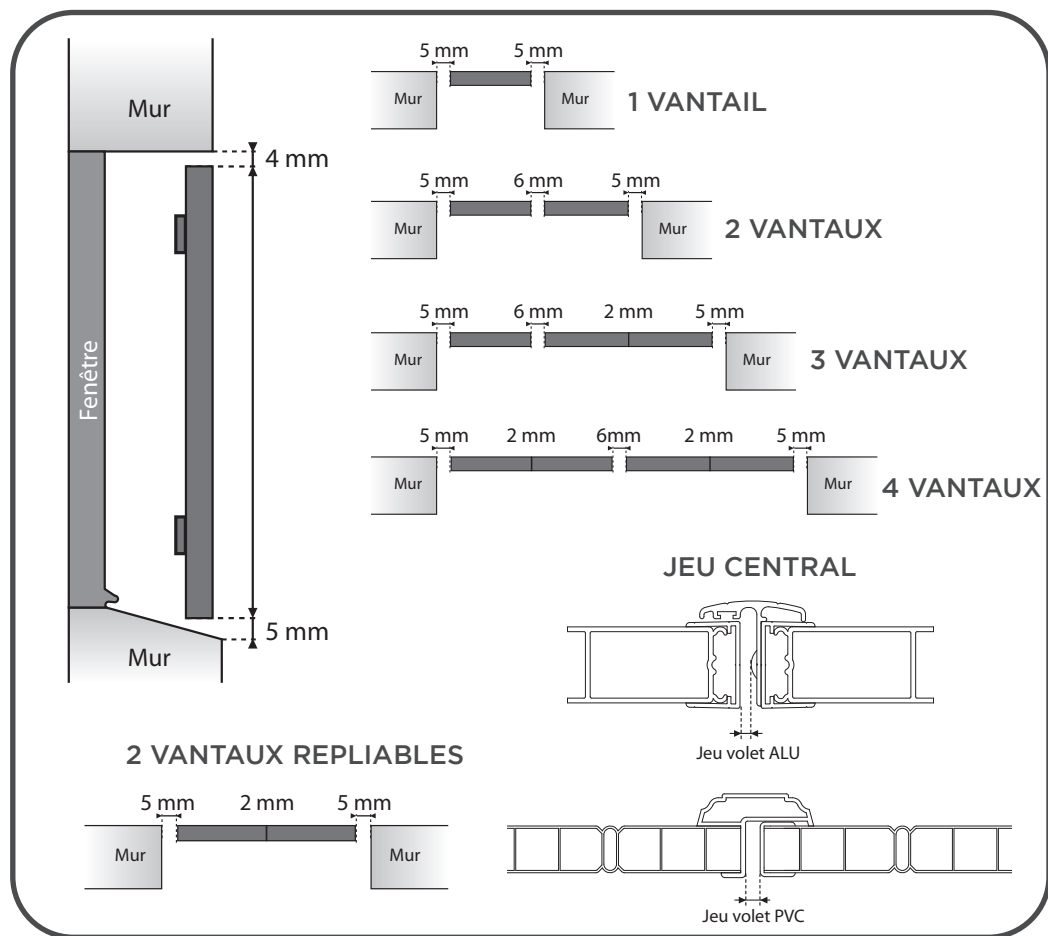 Mur
4 mm
Fenêtre
5 mm
Mur
5 mm 5 mm
Mur Mur
1 VANTAIL
5 mm 6 mm 5 mm
Mur Mur
2 VANTAUX
5 mm 6 mm 2 mm 5 mm
Mur Mur
3 VANTAUX
5 mm 2 mm 6mm 2 mm 5 mm
Mur Mur
4 VANTAUX
JEU CENTRAL
Jeu volet ALU
2 VANTAUX REPLIABLES
5 mm 2 mm 5 mm
Mur Mur
Jeu volet PVC